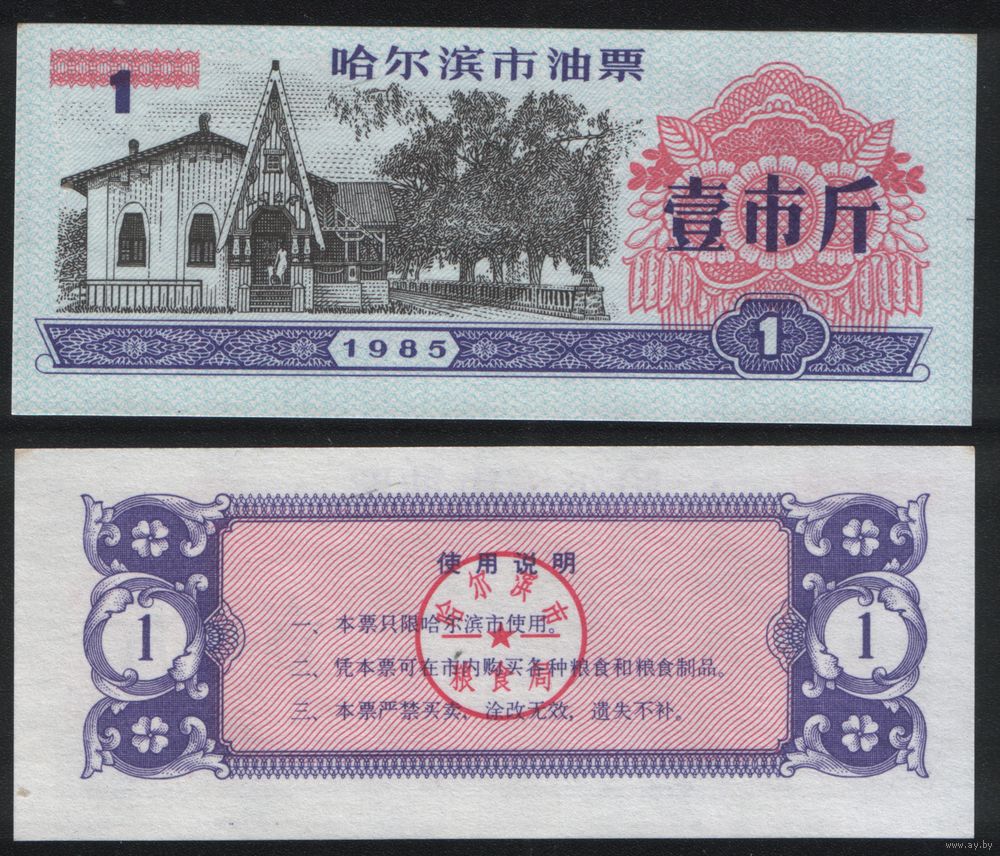 哈尔滨市油票
1
壹市斤
1985
1
使用说明
一、本票只限哈尔滨市使用。
二、凭本票可在市内购买各种粮食和粮食制品。
三、本票严禁买卖，涂改无效，遗失不补。
哈尔滨市
粮食局
1
1
www.ay.by